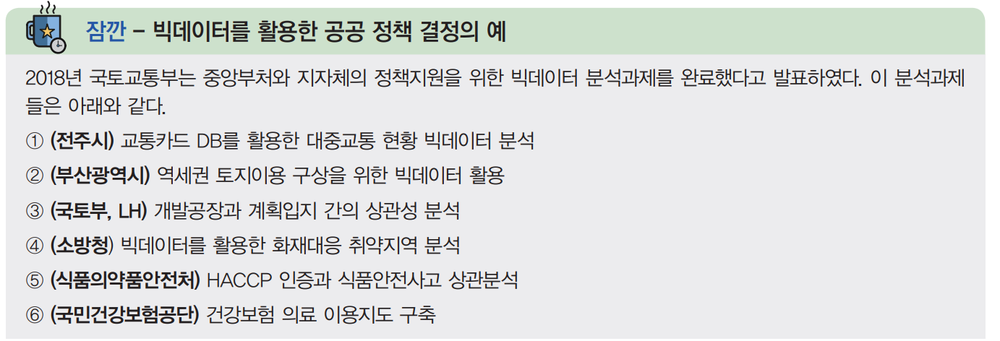 잠깐 – 빅데이터를 활용한 공공 정책 결정의 예
2018년 국토교통부는 중앙부처와 지자체의 정책지원을 위한 빅데이터 분석과제를 완료했다고 발표하였다. 이 분석과제
들은 아래와 같다.
① (전주시) 교통카드 DB를 활용한 대중교통 현황 빅데이터 분석
② (부산광역시) 역세권 토지이용 구상을 위한 빅데이터 활용
③ (국토부, LH) 개발공장과 계획입지 간의 상관성 분석
④ (소방청) 빅데이터를 활용한 화재대응 취약지역 분석
⑤ (식품의약품안전처) HACCP 인증과 식품안전사고 상관분석
⑥ (국민건강보험공단) 건강보험 의료 이용지도 구축